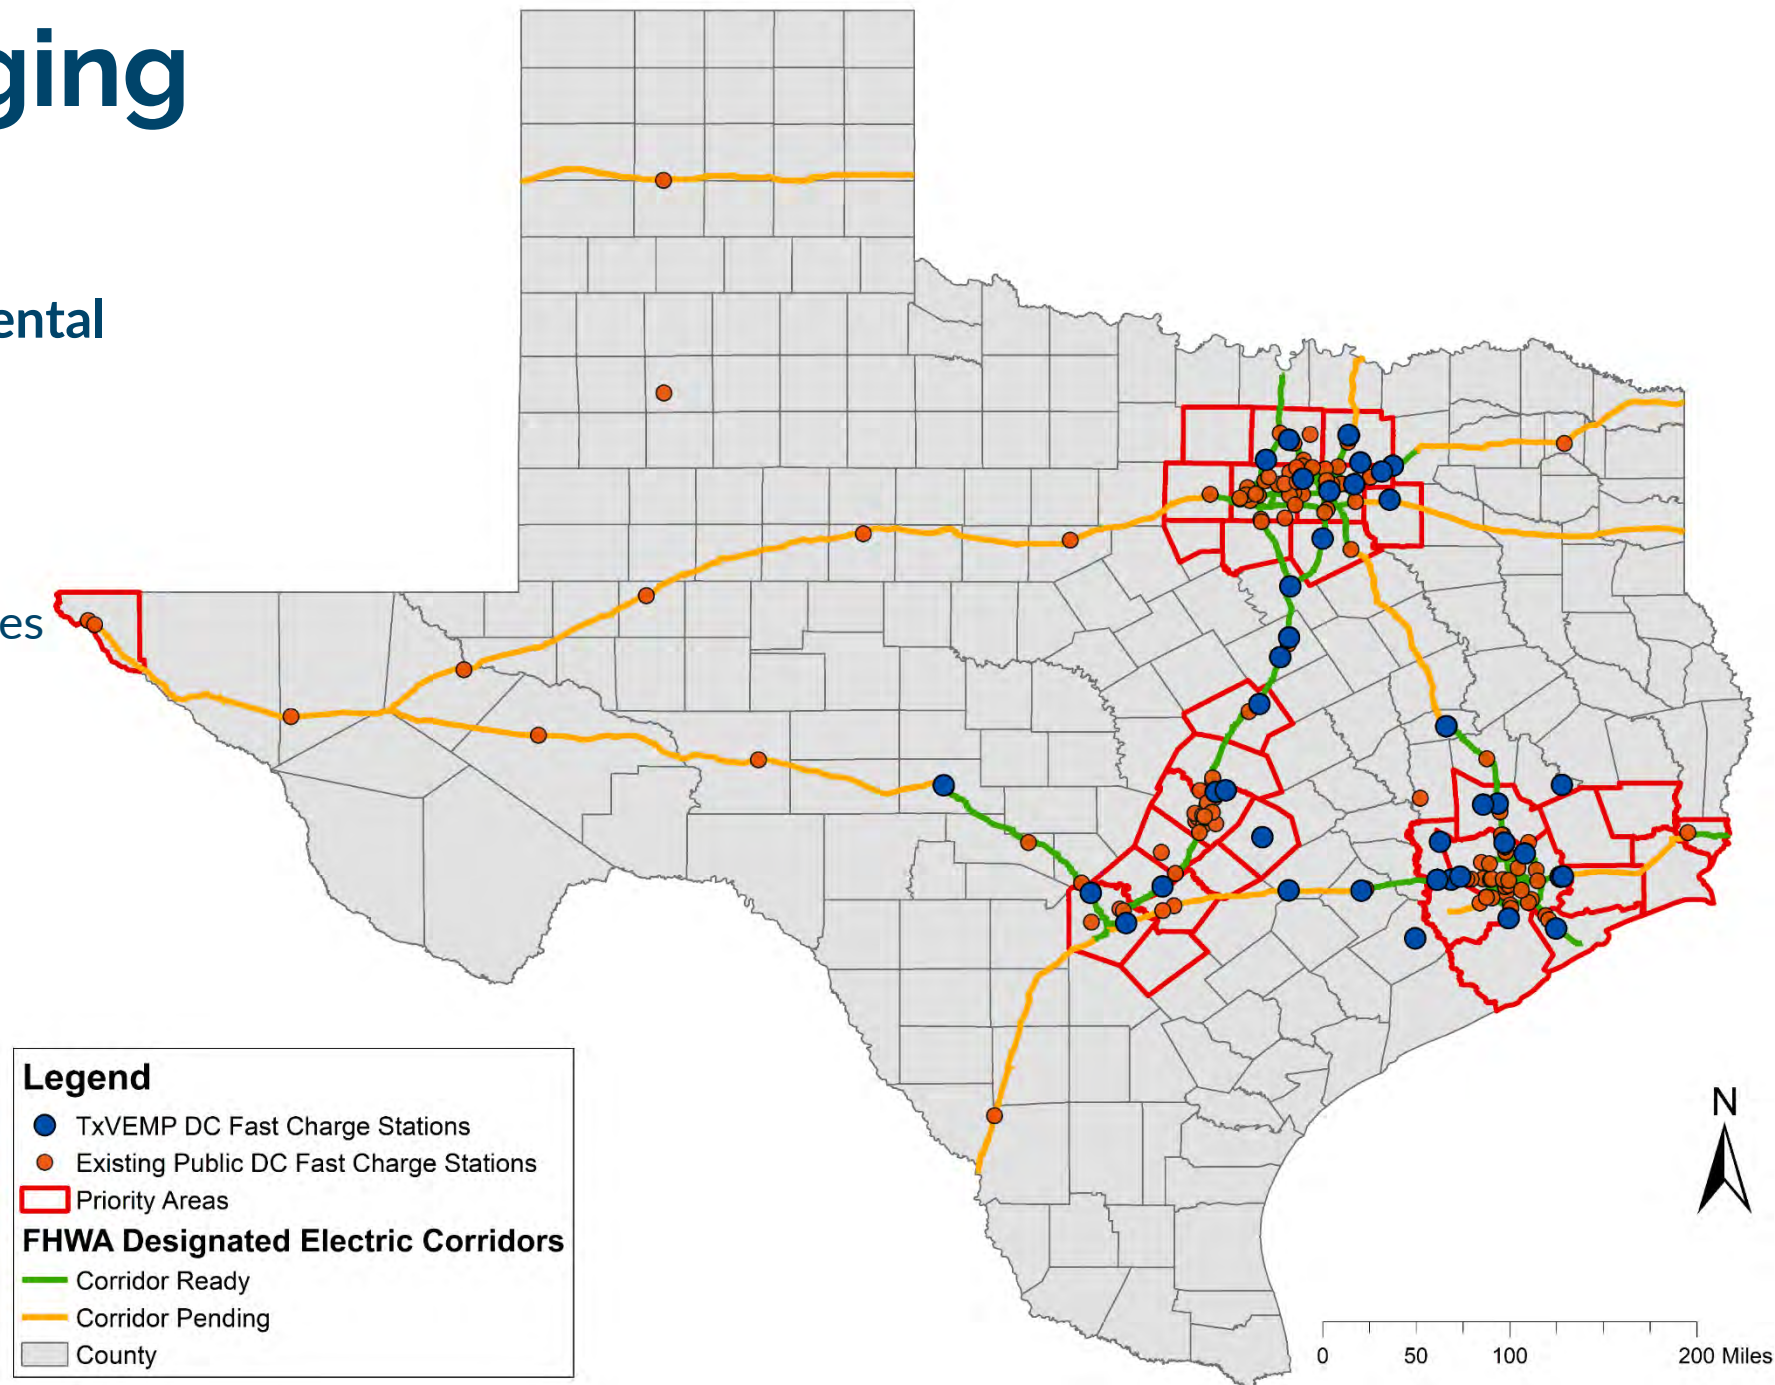 ging
ental
es
Legend
TxVEMP DC Fast Charge Stations
Existing Public DC Fast Charge Stations
Priority Areas
FHWA Designated Electric Corridors
Corridor Ready
Corridor Pending
County
N
0 50 100 200 Miles